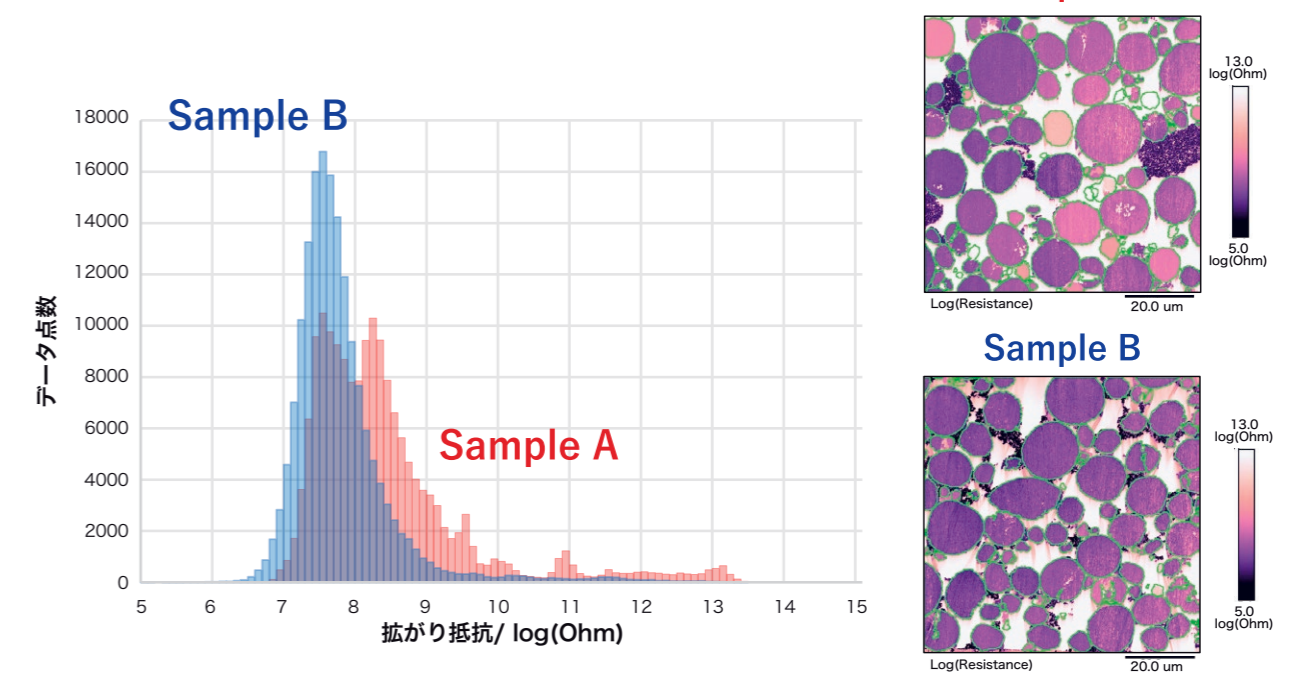 Sample B
18000
16000
14000
12000
10000
8000
6000
4000
2000
0
データ点数
Sample A
5 6 7 8 9 10 11 12 13 14 15
拡がり抵抗/ log(Ohm)
13.0
log(Ohm)
5.0
log(Ohm)
Log(Resistance)
20.0 um
Sample B
13.0
log(Ohm)
5.0
log(Ohm)
Log(Resistance)
20.0 um